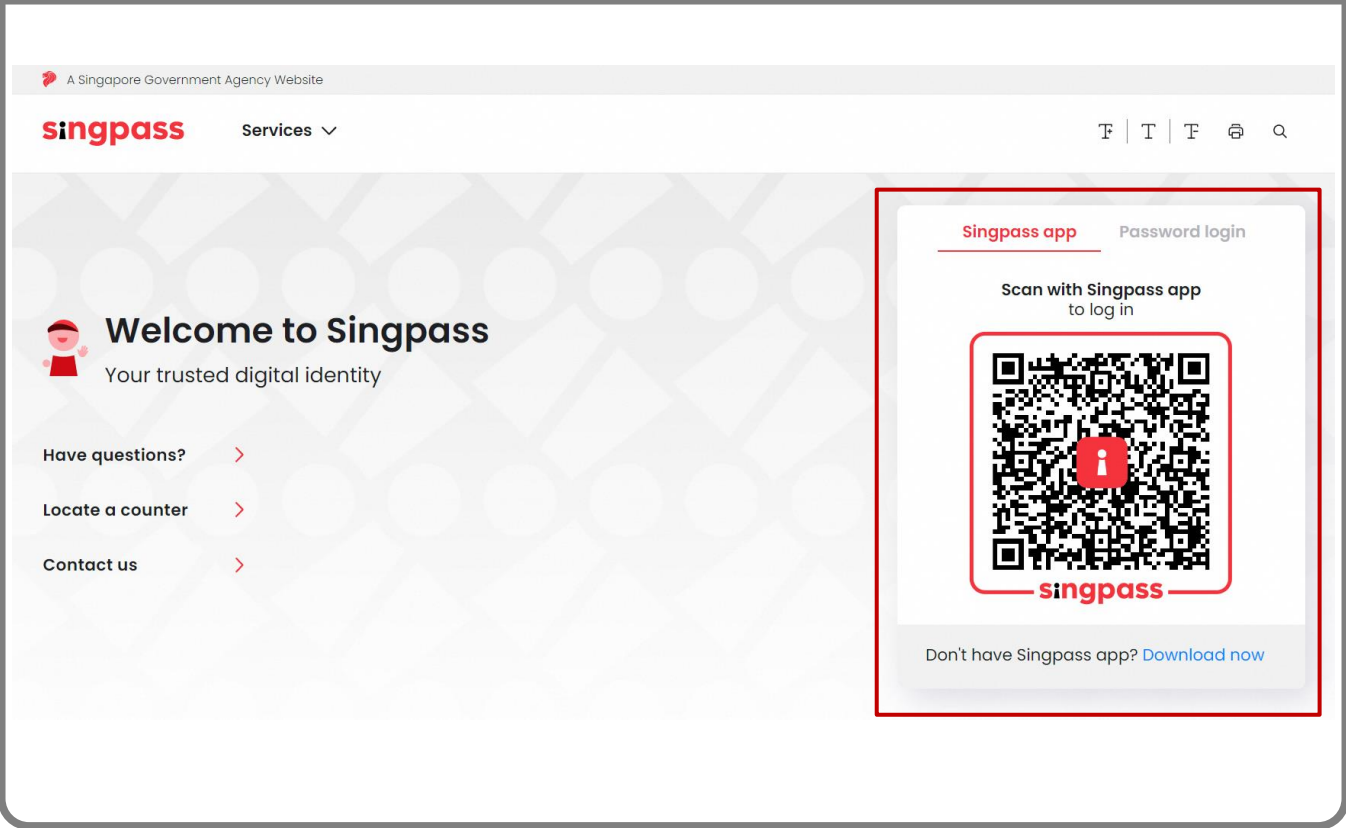 A Singapore Government Agency Website
singpass
Services
Welcome to Singpass
Your trusted digital identity
Have questions?
Locate a counter
Contact us
Singpass app
Password login
Scan with Singpass app
to log in
singpass
Don't have Singpass app? Download now